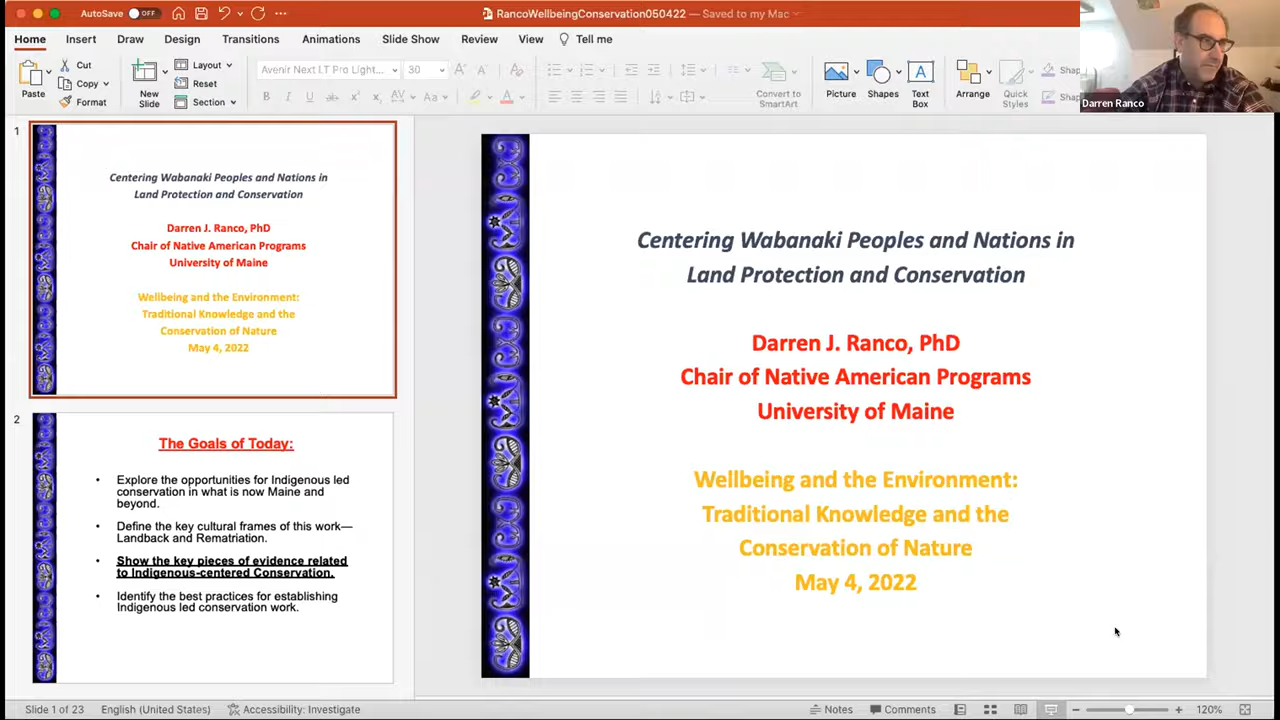 AutoSave OFF
RancoWellbeingConservation050422 — Saved to my Mac
Home Insert Draw Design Transitions Animations Slide Show Review View Tell me
Paste
Cut
Copy
Format
New Slide
Layout
Reset
Section
Avenir Next LT Pro Light... 30
Convert to SmartArt
Picture
Shapes
Text Box
Arrange
Quick Styles
Darren Ranco
1
Centering Wabanaki Peoples and Nations in
Land Protection and Conservation
Darren J. Ranco, PhD
Chair of Native American Programs
University of Maine
Wellbeing and the Environment:
Traditional Knowledge and the
Conservation of Nature
May 4, 2022
2
The Goals of Today:
• Explore the opportunities for Indigenous led
conservation in what is now Maine and
beyond.
• Define the key cultural frames of this work—
Landback and Rematriation.
• Show the key pieces of evidence related
to Indigenous-centered Conservation.
• Identify the best practices for establishing
Indigenous led conservation work.
Centering Wabanaki Peoples and Nations in
Land Protection and Conservation
Darren J. Ranco, PhD
Chair of Native American Programs
University of Maine
Wellbeing and the Environment:
Traditional Knowledge and the
Conservation of Nature
May 4, 2022
Slide 1 of 23 English (United States) Accessibility: Investigate Notes Comments 120%